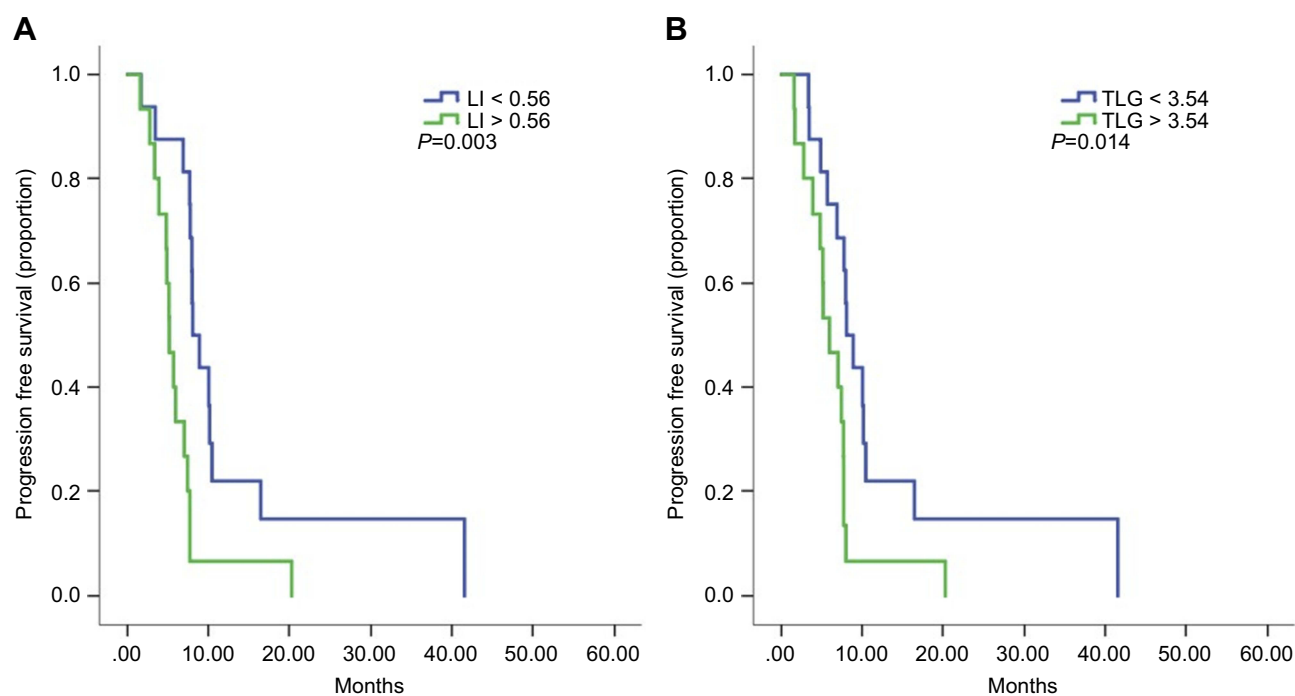 A
Progression free survival (proportion)
1.0
0.8
0.6
0.4
0.2
0.0
LI < 0.56
LI > 0.56
P=0.003
.00 10.00 20.00 30.00 40.00 50.00 60.00
Months
B
Progression free survival (proportion)
1.0
0.8
0.6
0.4
0.2
0.0
TLG < 3.54
TLG > 3.54
P=0.014
.00 10.00 20.00 30.00 40.00 50.00 60.00
Months